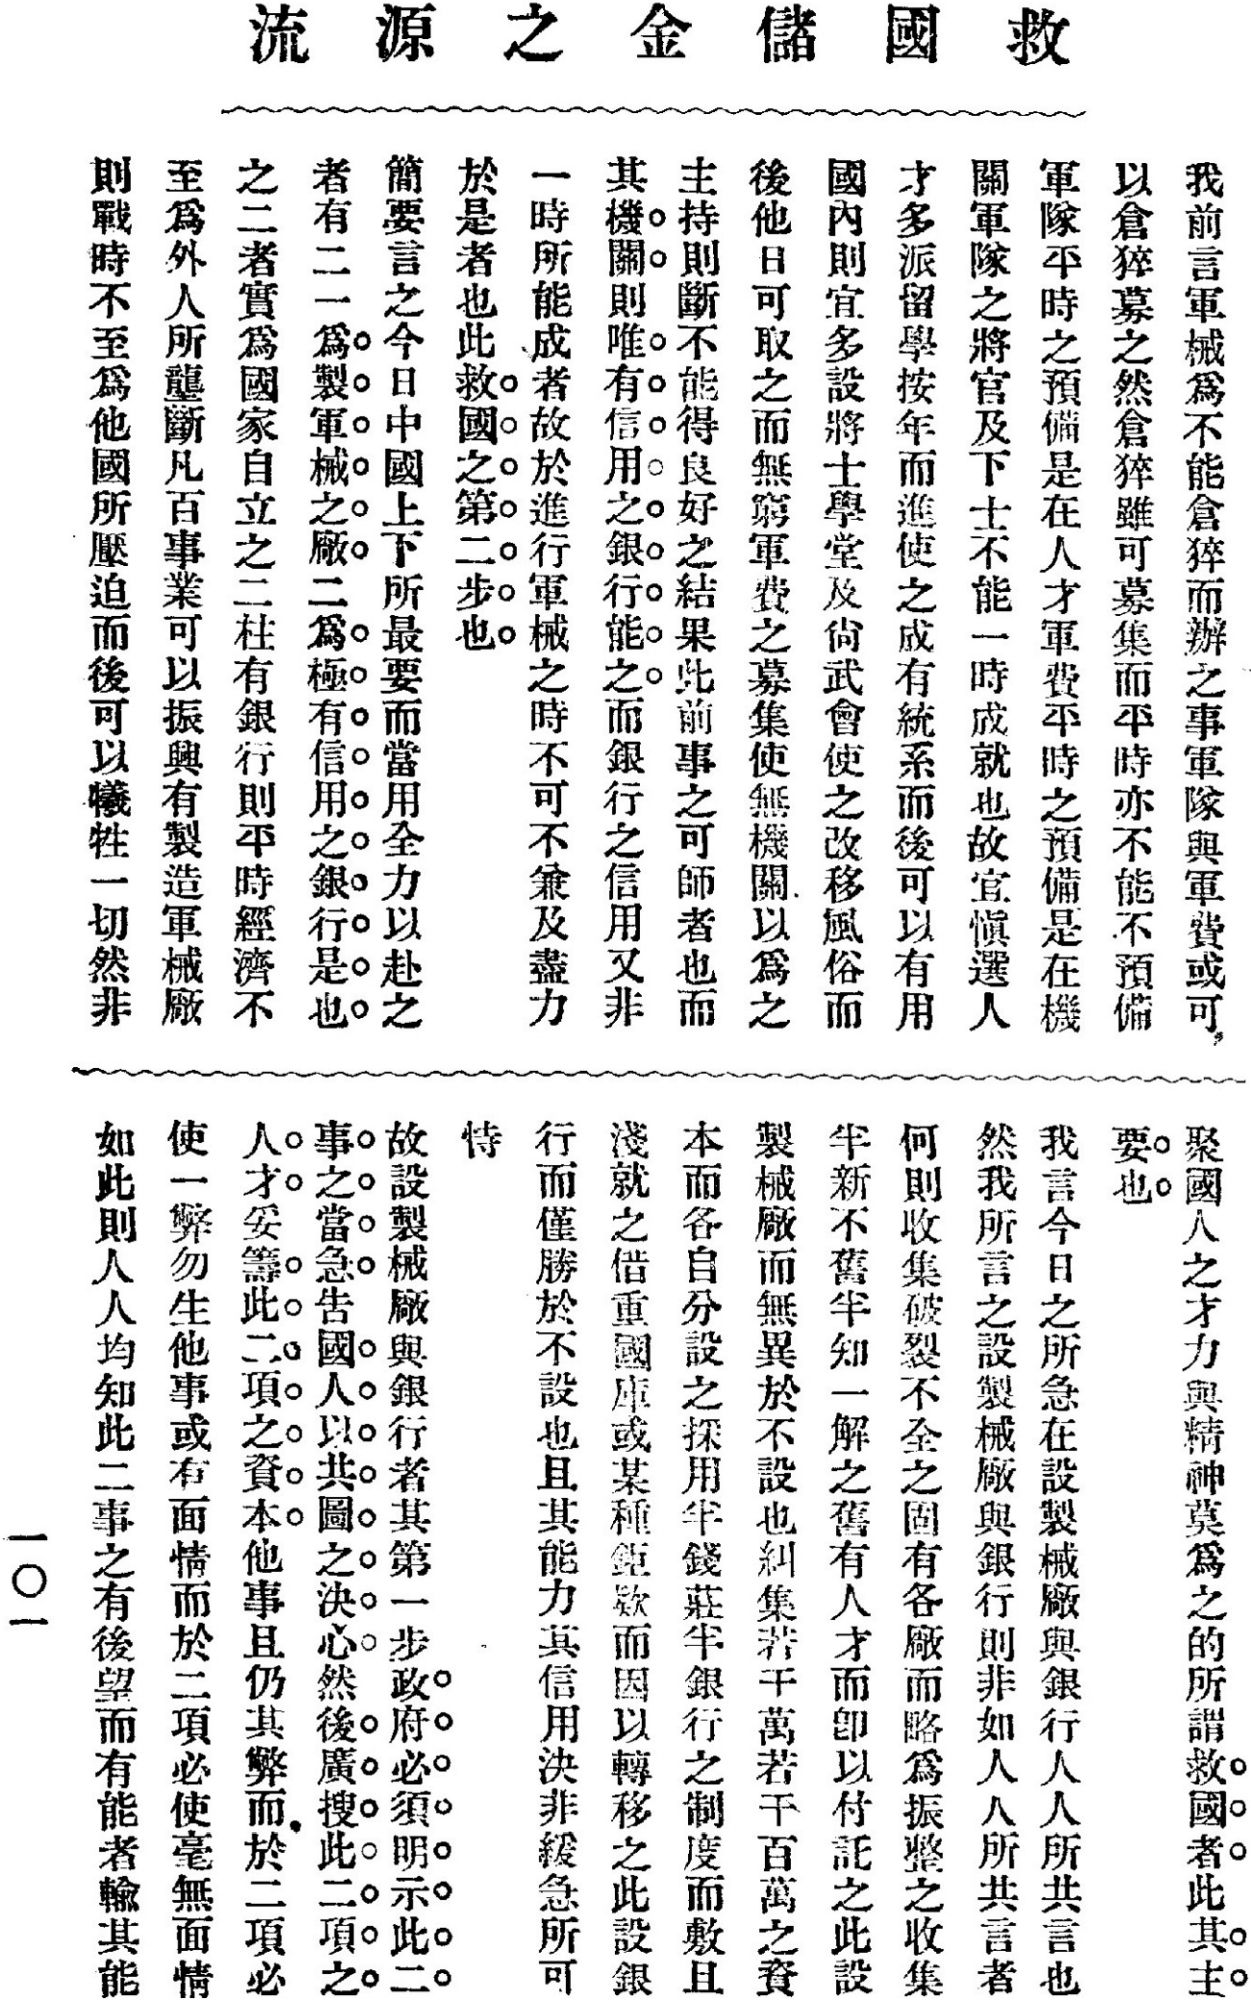 救國儲金之源流
我前言軍械爲不能倉猝而辦之事軍隊與軍費或可
以倉猝募之然倉猝雖可募集而平時亦不能不預備
軍隊平時之預備是在人才軍費平時之預備是在機
關軍隊之將官及下士不能一時成就也故宜愼選人
才多派留學按年而進使之成有統系而後可以有用
國內則宜多設將士學堂及尙武會使之改移風俗而
後他日可取之而無窮軍費之募集使無機關以爲之
主持則斷不能得良好之結果此前事之可師者也而
其機關則唯有信用之銀行能之而銀行之信用又非
一時所能成者故於進行軍械之時不可不兼及盡力
於是者也此救國之第二步也
簡要言之今日中國上下所最要而當用全力以赴之
者有二一爲製軍械之廠二爲極有信用之銀行是也
之二者實爲國家自立之二柱有銀行則平時經濟不
至爲外人所壟斷凡百事業可以振興有製造軍械廠
則戰時不至爲他國所壓迫而後可以犧牲一切然非
聚國人之才力與精神莫爲之的所謂救國者此其主
要也
我言今日之所急在設製械廠與銀行人人所共言也
然我所言之設製械廠與銀行則非如人人所共言者
何則收集破裂不全之固有各廠而略爲振整之收集
半新不舊半知一解之舊有人才而卽以付託之此設
製械廠而無異於不設也糾集若干萬若干百萬之資
本而各自分設之採用半錢莊半銀行之制度而敷且
淺就之借重國庫或某種鉅欵而因以轉移之此設銀
行而僅勝於不設也且其能力其信用決非緩急所可
恃
故設製械廠與銀行者其第一步政府必須明示此二
事之當急吿國人以共圖之決心然後廣搜此二項之
人才妥籌此二項之資本他事且仍其弊而於二項必
使一弊勿生他事或有面情而於二項必使毫無面情
如此則人人均知此二事之有後望而有能者輸其能
一〇一